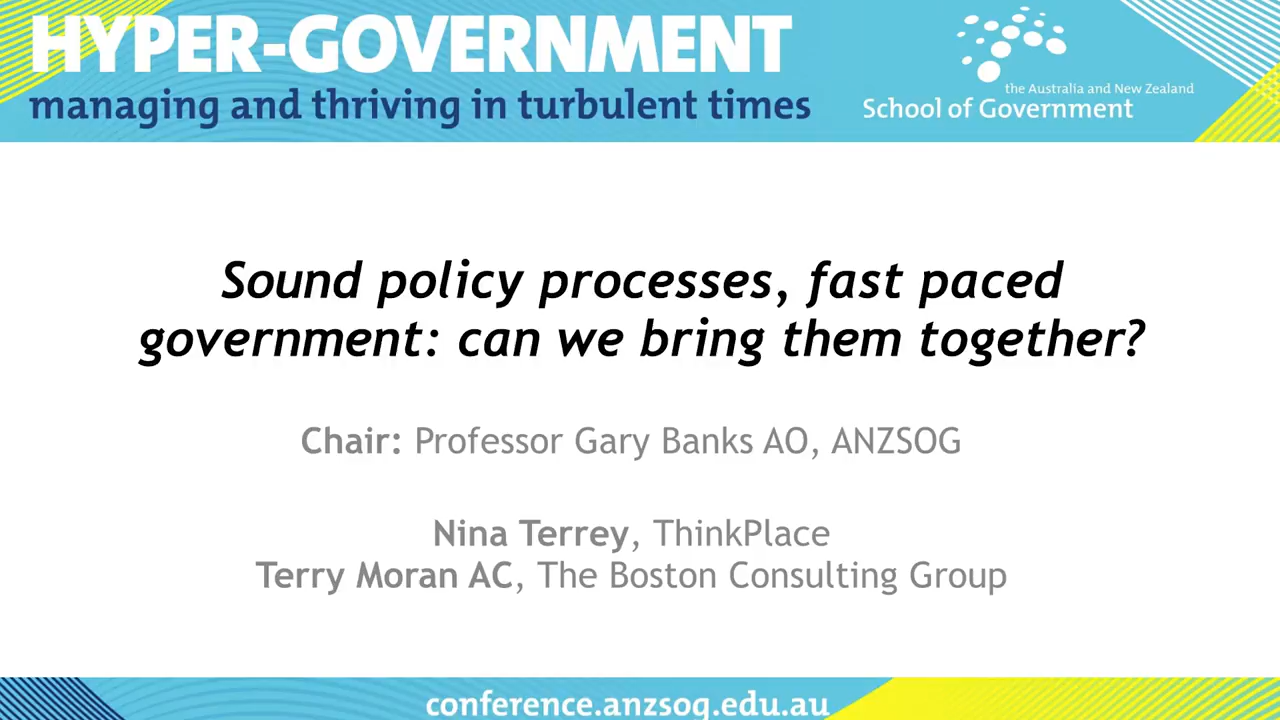 HYPER-GOVERNMENT
managing and thriving in turbulent times
the Australia and New Zealand
School of Government
Sound policy processes, fast paced
government: can we bring them together?
Chair: Professor Gary Banks AO, ANZSOG
Nina Terrey, ThinkPlace
Terry Moran AC, The Boston Consulting Group
conference.anzsog.edu.au